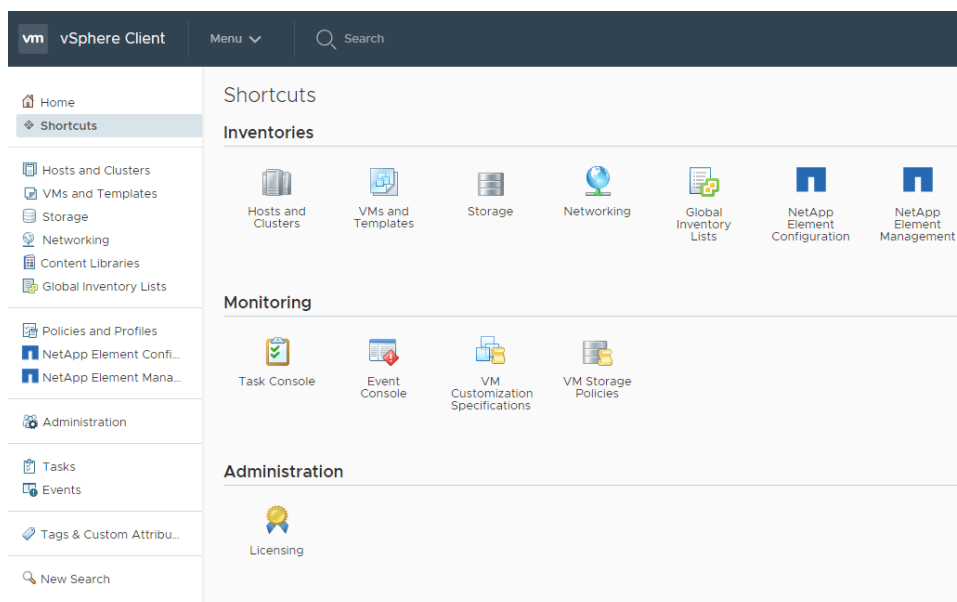 vm vSphere Client Menu Search
Home
Shortcuts
Hosts and Clusters
VMs and Templates
Storage
Networking
Content Libraries
Global Inventory Lists
Policies and Profiles
NetApp Element Confi...
NetApp Element Mana...
Administration
Tasks
Events
Tags & Custom Attribu...
New Search
Shortcuts
Inventories
Hosts and
Clusters
VMs and
Templates
Storage
Networking
Global
Inventory
Lists
NetApp
Element
Configuration
NetApp
Element
Management
Monitoring
Task Console
Event
Console
VM
Customization
Specifications
VM Storage
Policies
Administration
Licensing